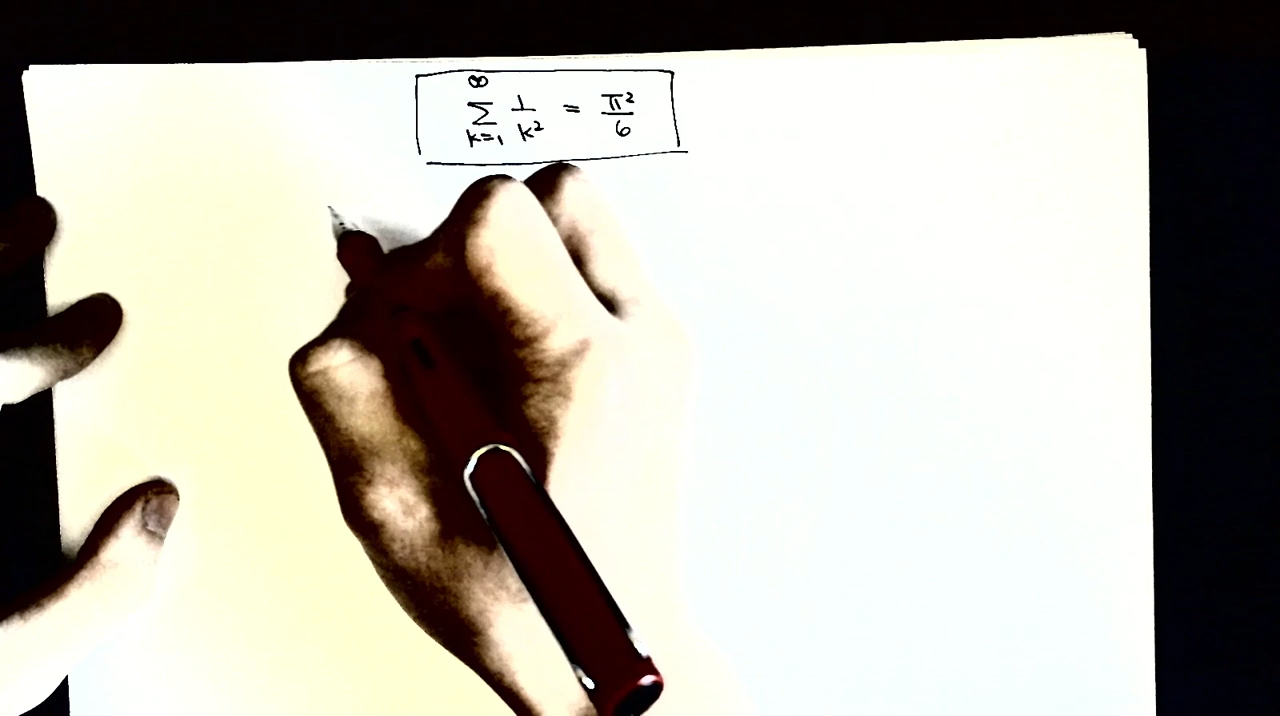 ∑_{k=1}^{∞} 1/k² = π²/6